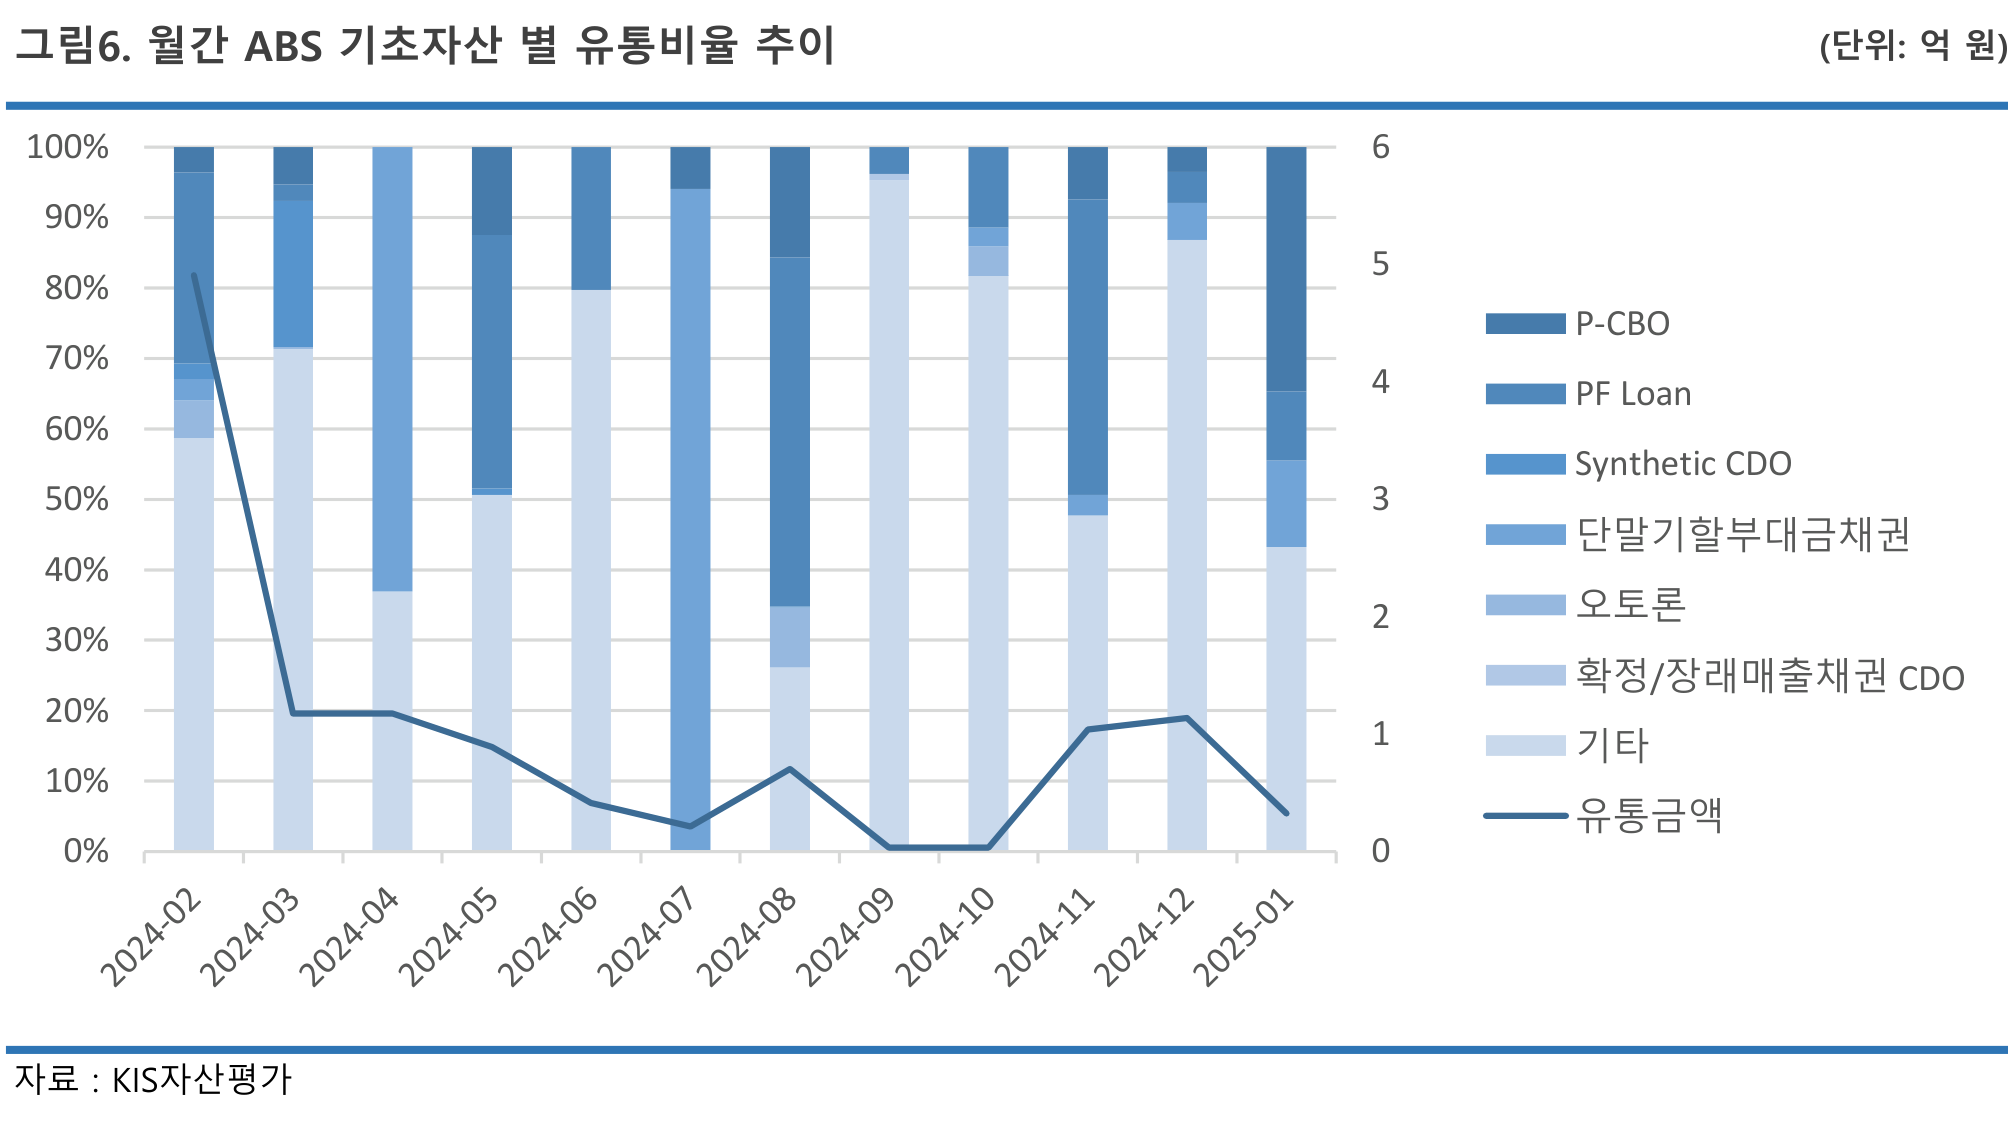 그림6. 월간 ABS 기초자산 별 유통비율 추이
(단위: 억 원)
100%
90%
80%
70%
60%
50%
40%
30%
20%
10%
0%
6
5
4
3
2
1
0
2024-02
2024-03
2024-04
2024-05
2024-06
2024-07
2024-08
2024-09
2024-10
2024-11
2024-12
2025-01
P-CBO
PF Loan
Synthetic CDO
단말기할부대금채권
오토론
확정/장래매출채권 CDO
기타
유통금액
자료 : KIS자산평가